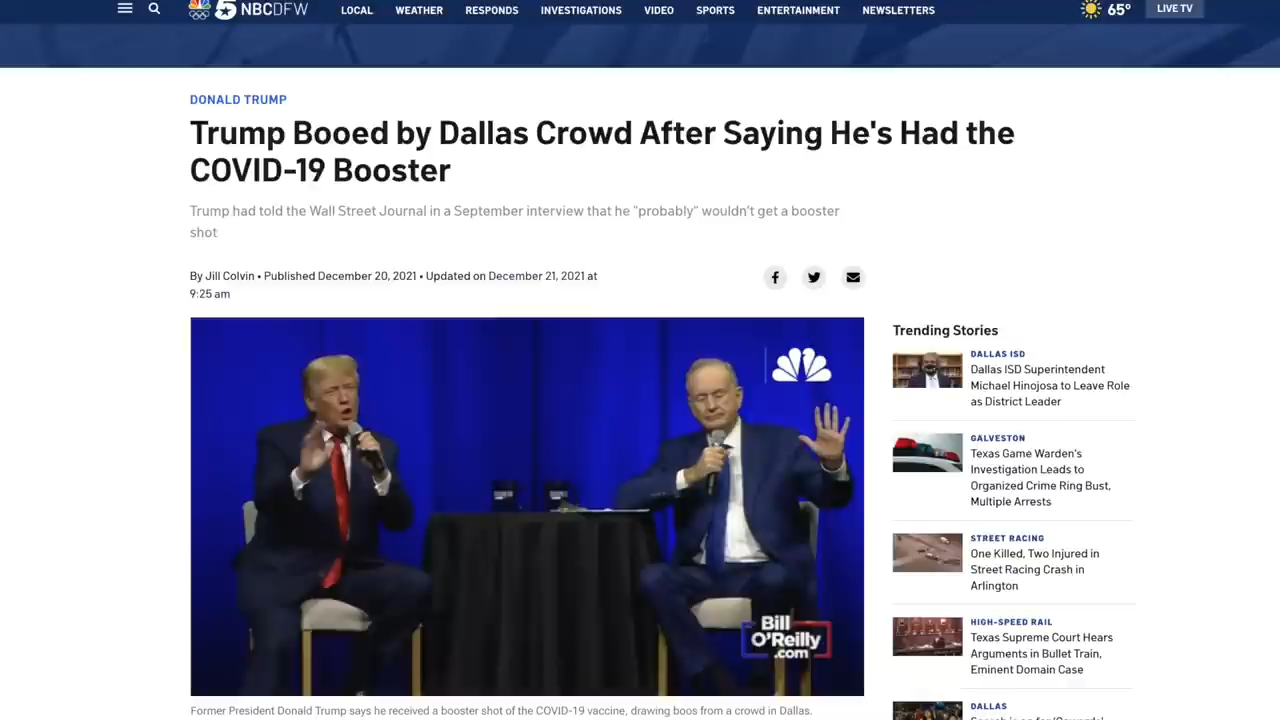 5 NBCDFW LOCAL WEATHER RESPONDS INVESTIGATIONS VIDEO SPORTS ENTERTAINMENT NEWSLETTERS 65° LIVE TV
DONALD TRUMP
Trump Booed by Dallas Crowd After Saying He's Had the
COVID-19 Booster
Trump had told the Wall Street Journal in a September interview that he "probably" wouldn't get a booster
shot
By Jill Colvin • Published December 20, 2021 • Updated on December 21, 2021 at
9:25 am
Bill
O'Reilly
.com
Former President Donald Trump says he received a booster shot of the COVID-19 vaccine, drawing boos from a crowd in Dallas.
Trending Stories
DALLAS ISD
Dallas ISD Superintendent
Michael Hinojosa to Leave Role
as District Leader
GALVESTON
Texas Game Warden's
Investigation Leads to
Organized Crime Ring Bust,
Multiple Arrests
STREET RACING
One Killed, Two Injured in
Street Racing Crash in
Arlington
HIGH-SPEED RAIL
Texas Supreme Court Hears
Arguments in Bullet Train,
Eminent Domain Case
DALLAS